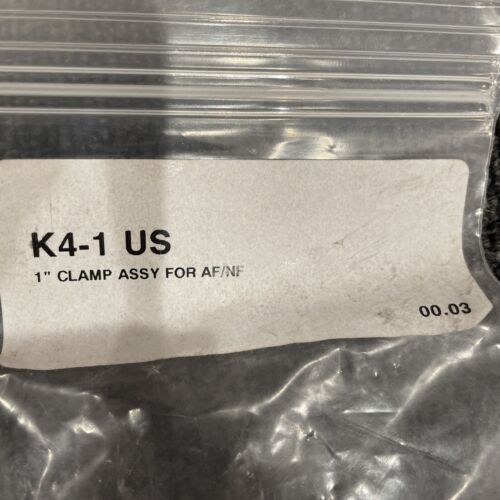 K4-1 US
1" CLAMP ASSY FOR AF/NF
00.03